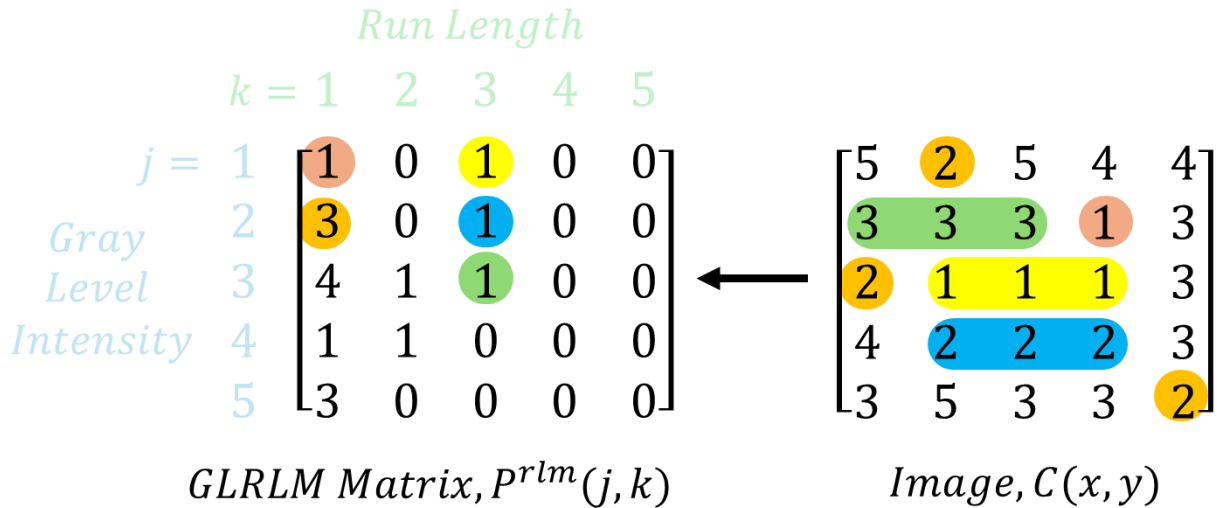 Run Length
k = 1 2 3 4 5
j = 1 1 0 1 0 0
2 3 0 1 0 0
3 4 1 1 0 0
4 1 1 0 0 0
5 3 0 0 0 0
Gray
Level
Intensity
GLRLM Matrix, P^{rlm}(j, k)
5 2 5 4 4
3 3 3 1 3
2 1 1 1 3
4 2 2 2 3
3 5 3 3 2
Image, C(x, y)